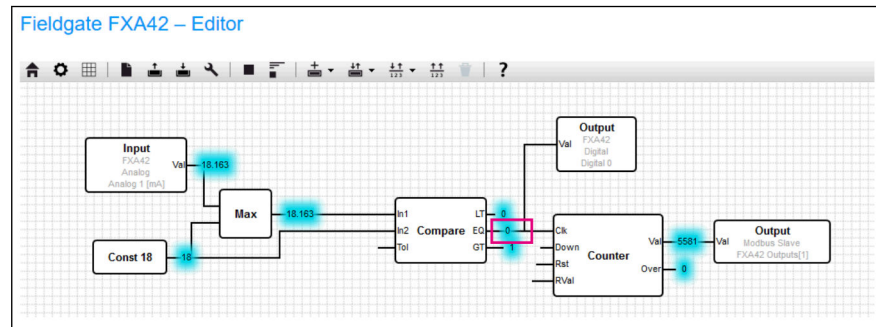 Fieldgate FXA42 – Editor
?
Input
FXA42
Analog
Analog 1 [mA]
Val
18.163
Max
18.163
Const 18
18
In1
In2
Tol
Compare
LT
EQ
GT
0
0
1
Output
FXA42
Digital
Digital 0
Val
Clk
Down
Rst
RVal
Counter
Val
Over
5581
0
Val
Output
Modbus Slave
FXA42 Outputs[1]